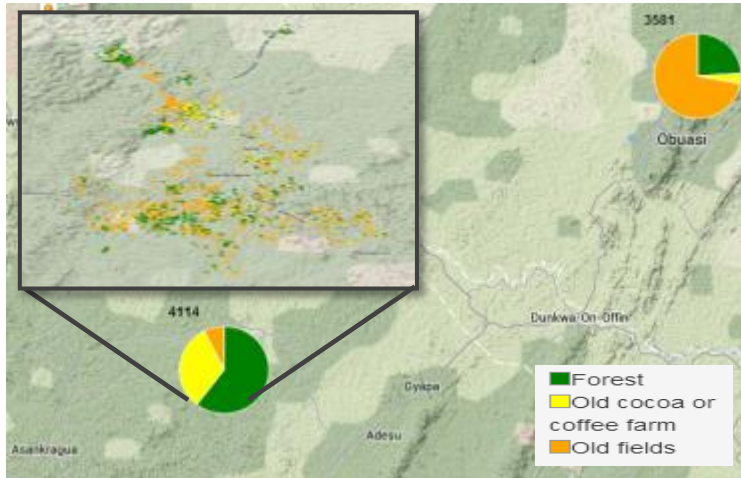 3581
Obuasi
4114
Dunkwa-On-Offin
Gyapa
Adesu
Asankragua
Forest
Old cocoa or
coffee farm
Old fields